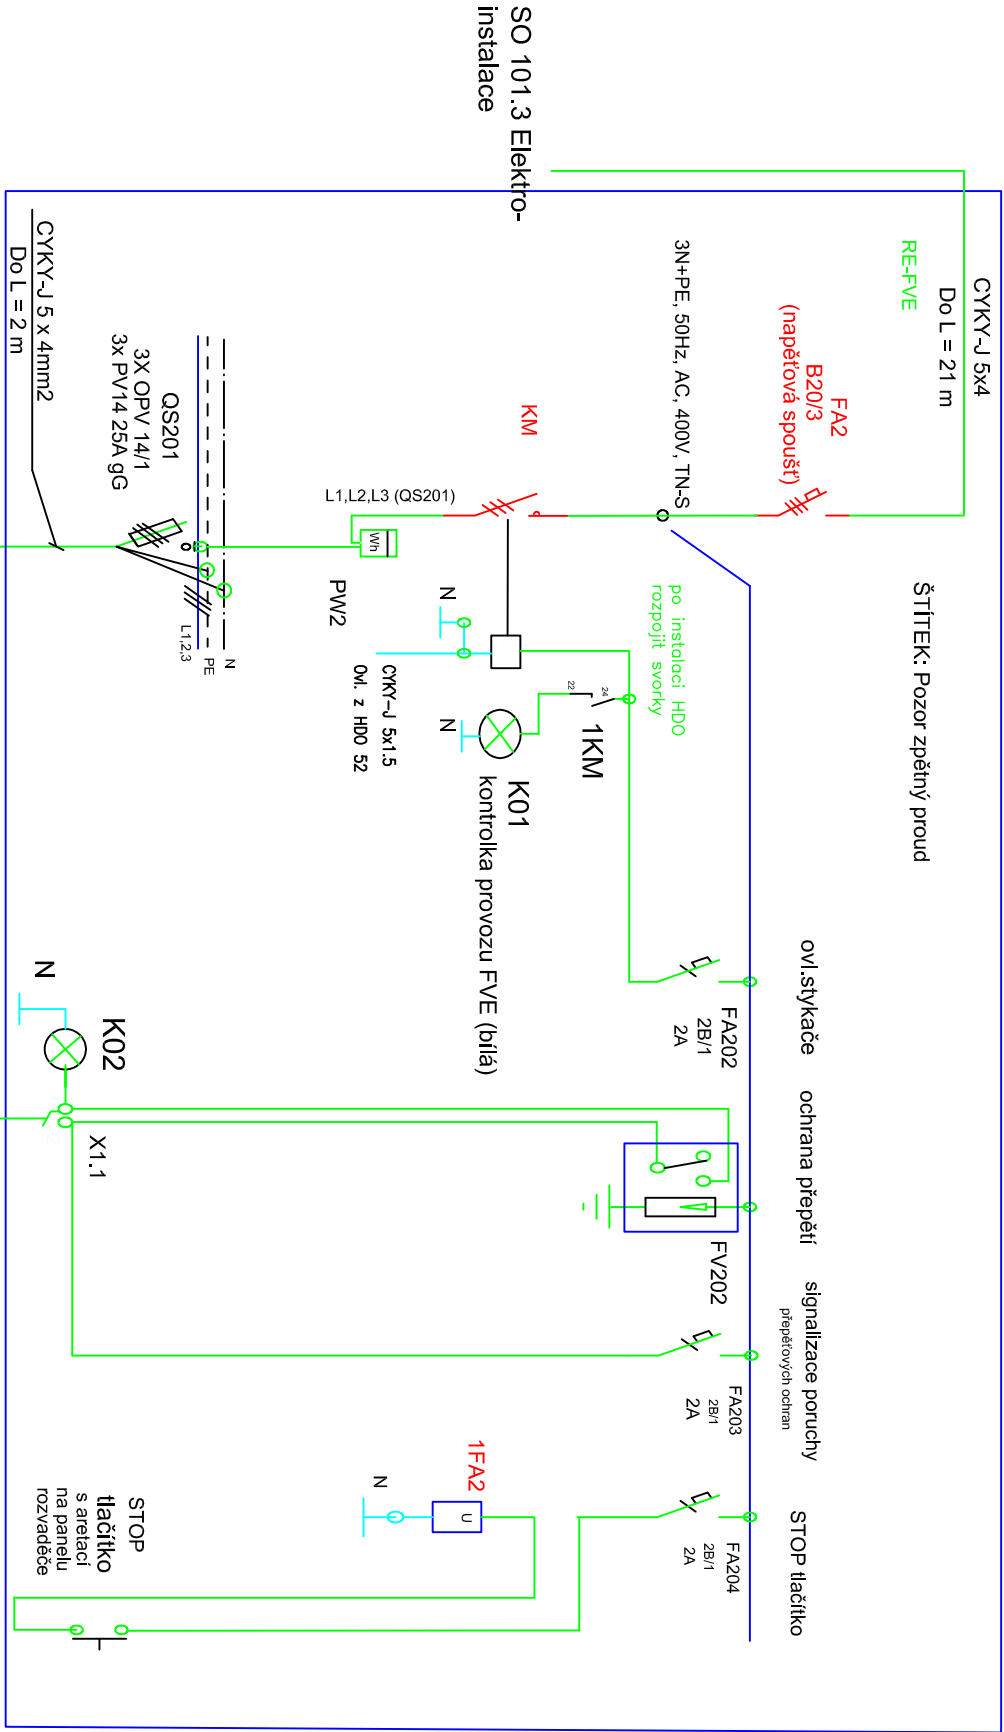 SO 101.3 Elektro-
instalace
CYKY-J 5x4
Do L = 21 m
RE-FVE
FA2
B20/3
(napěťová spoušť)
3N+PE, 50Hz, AC, 400V, TN-S
KM
L1,L2,L3 (QS201)
Wh
PW2
QS201
3X OPV 14/1
3x PV14 25A gG
CYKY-J 5 x 4mm2
Do L = 2 m
N
PE
L1,2,3
ŠTÍTEK: Pozor zpětný proud
po instalaci HDO
rozpojit svorky
N
CYKY-J 5x1.5
Ovl. z HDO 52
22
24
1KM
N
K01
kontrolka provozu FVE (bílá)
ovl.stykače
FA202
2B/1
2A
ochrana přepětí
FV202
N
K02
X1.1
signalizace poruchy
přepěťových ochran
FA203
2B/1
2A
STOP tlačítko
FA204
2B/1
2A
1FA2
U
N
STOP
tlačítko
s aretací
na panelu
rozvaděče